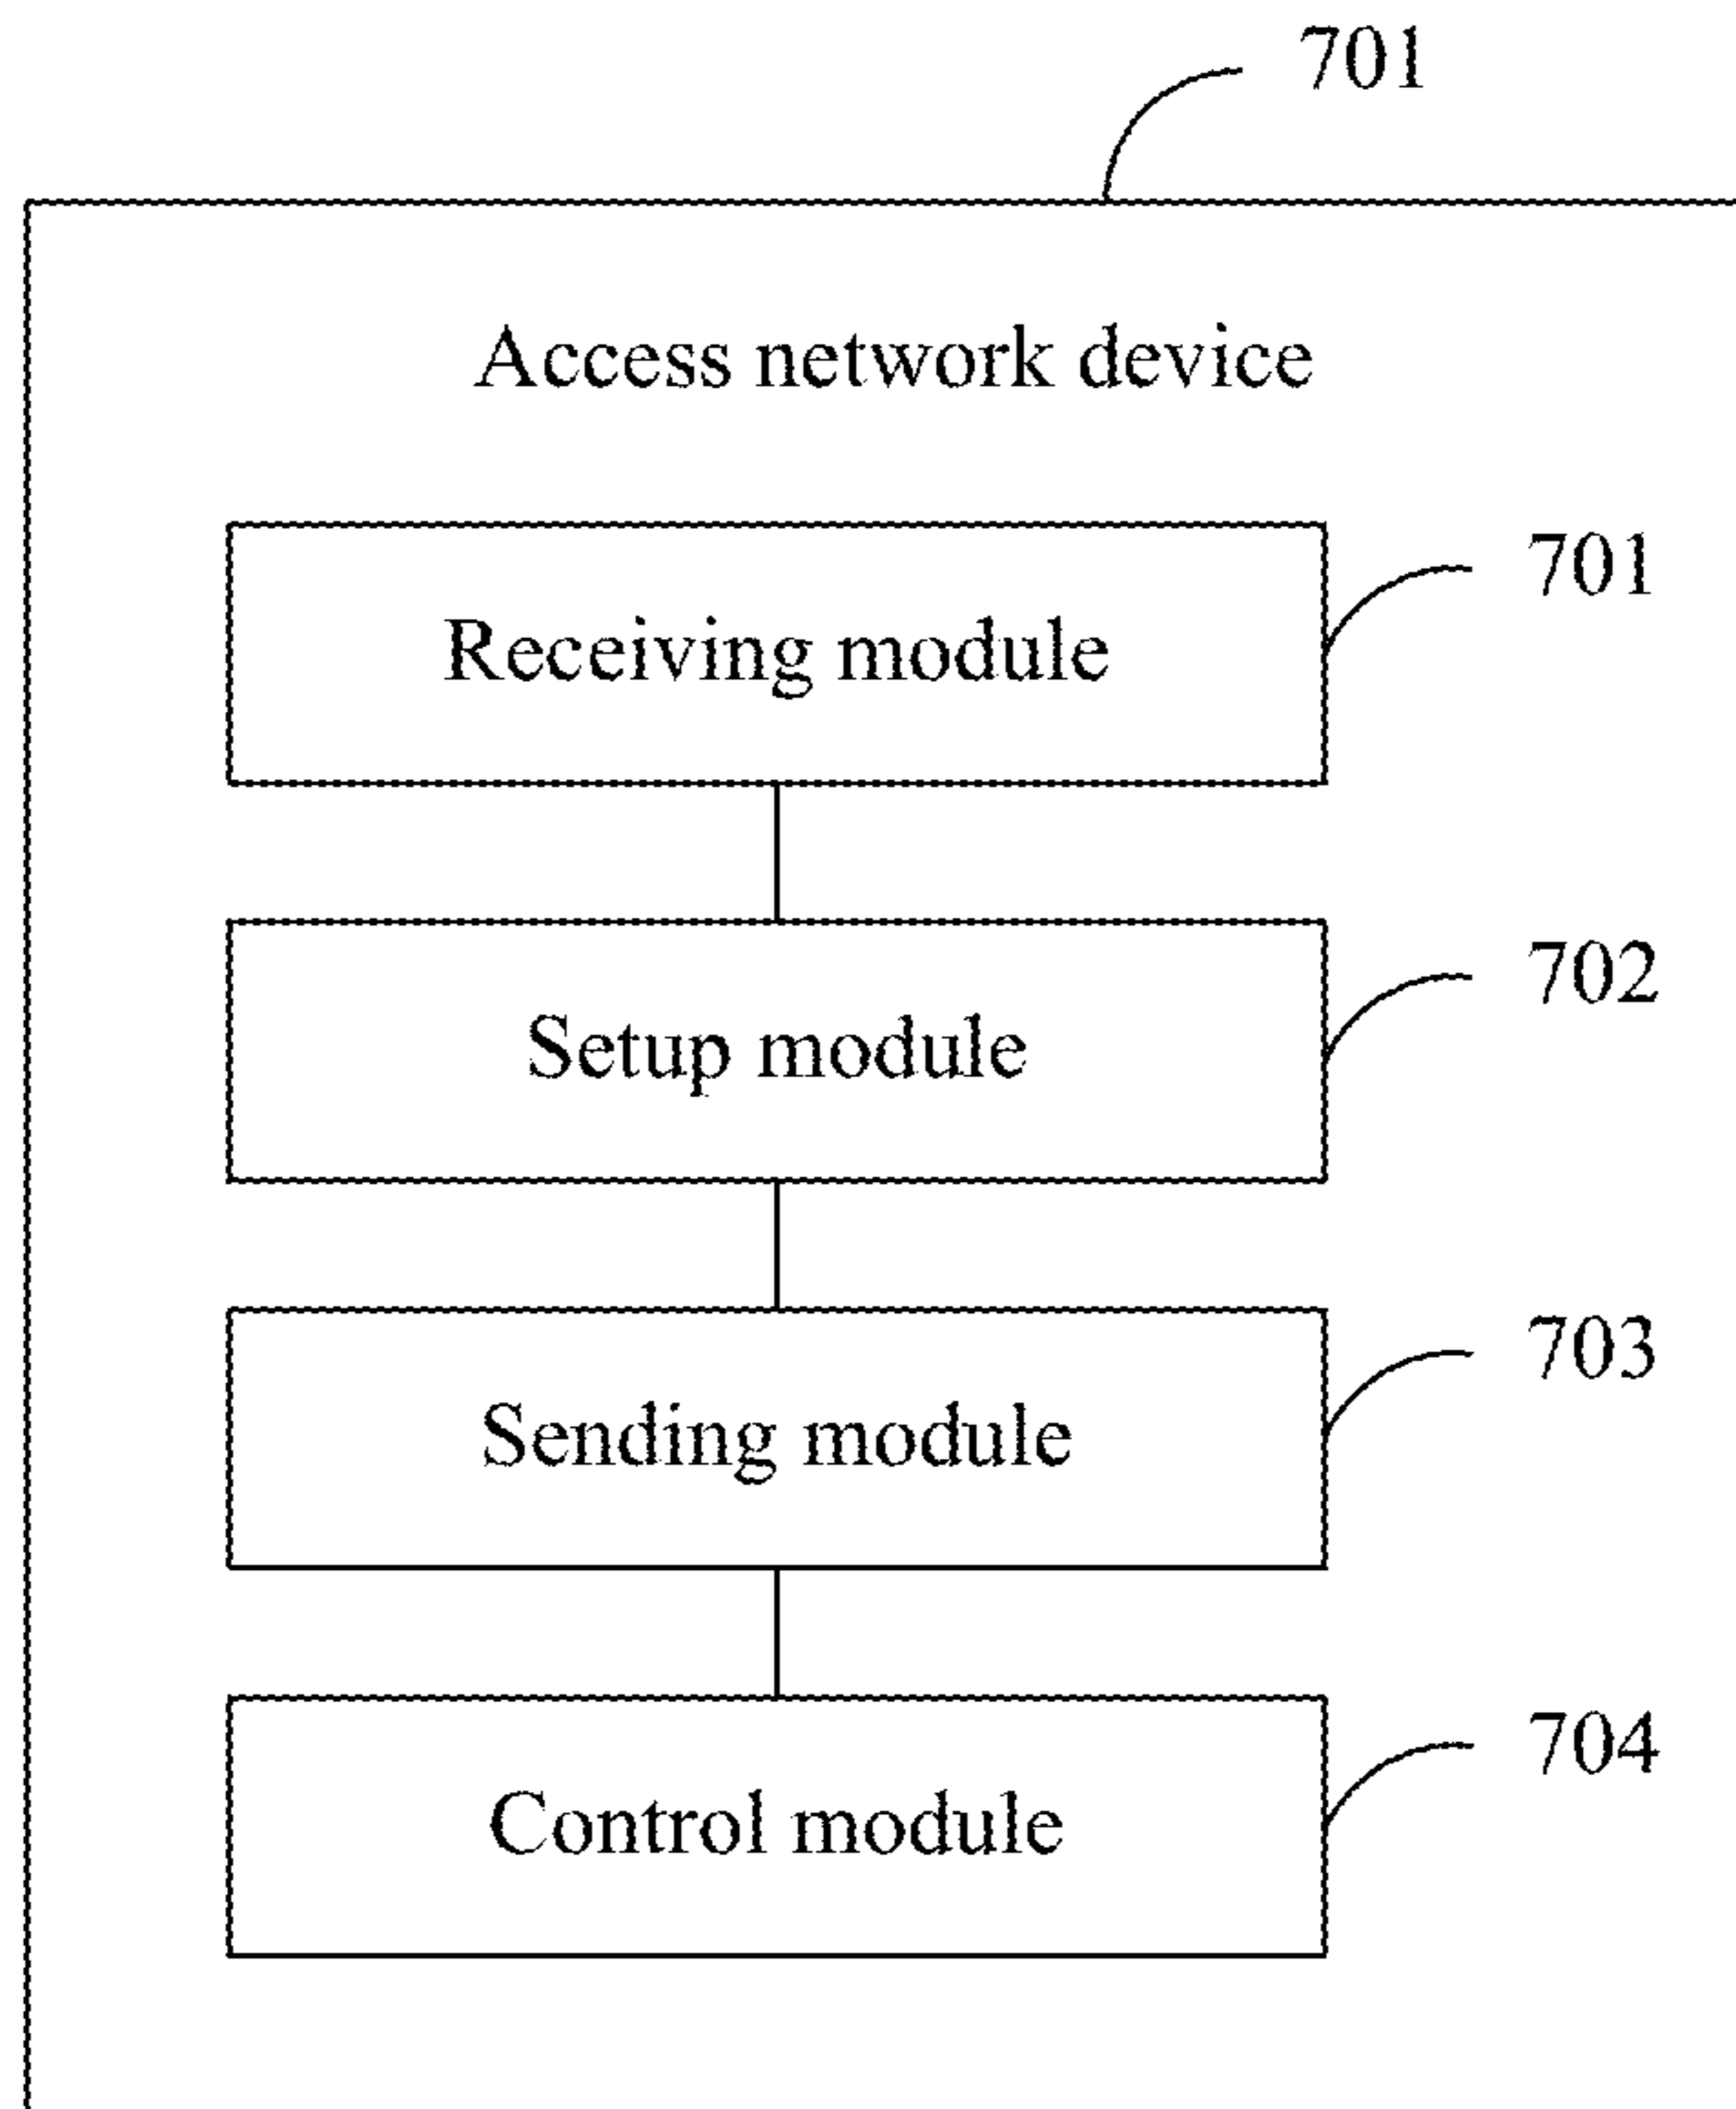 701
Access network device
701
Receiving module
702
Setup module
703
Sending module
704
Control module